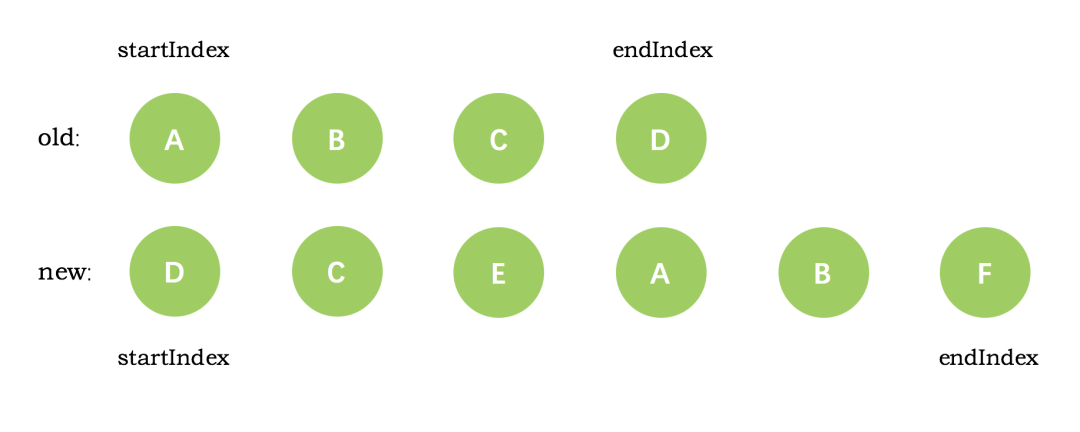 startIndex endIndex
old: A B C D
new: D C E A B F
startIndex endIndex